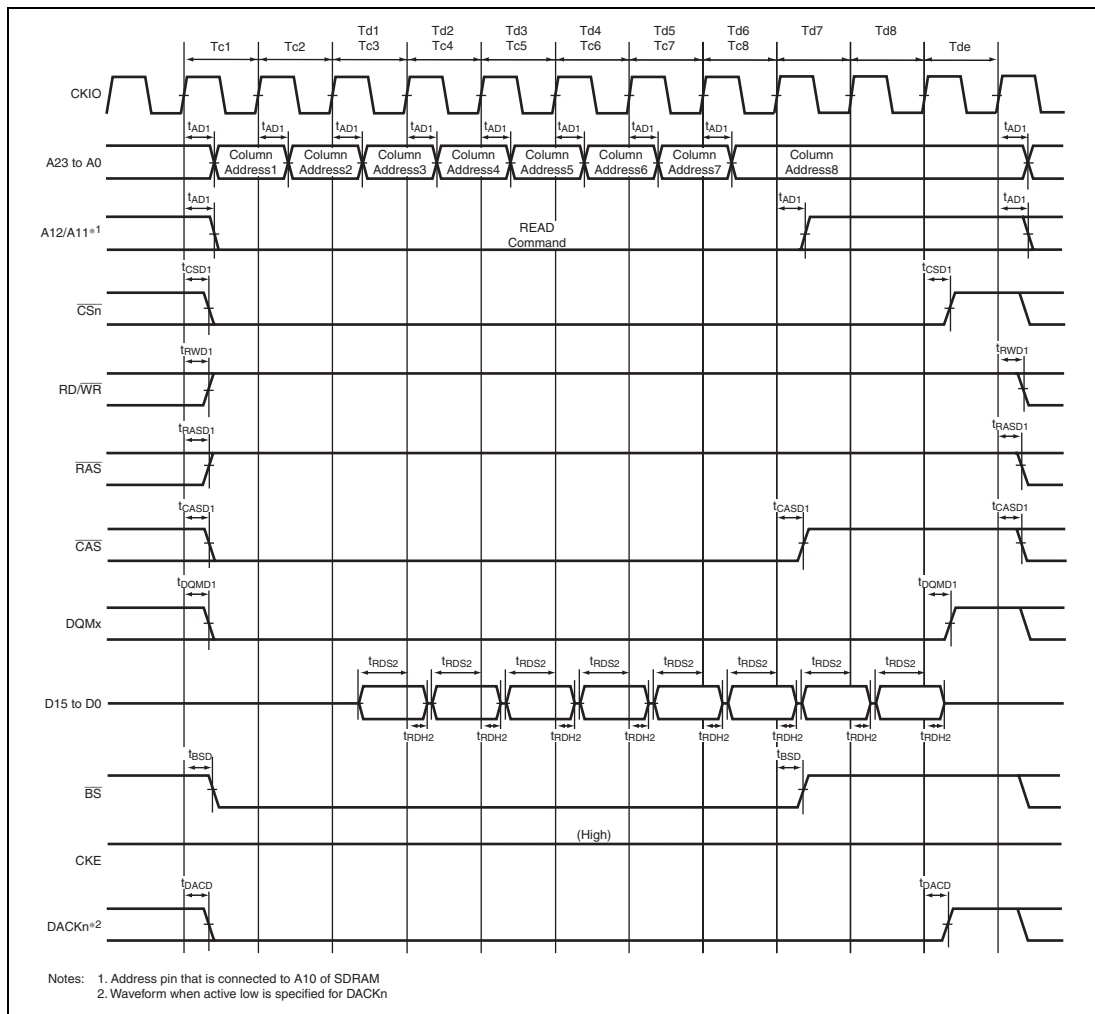 Td1 Td2 Td3 Td4 Td5 Td6
Tc1 Tc2 Tc3 Tc4 Tc5 Tc6 Tc7 Tc8 Td7 Td8 Tde
CKIO
tAD1 tAD1 tAD1 tAD1 tAD1 tAD1 tAD1 tAD1 tAD1
A23 to A0
Column Address1
Column Address2
Column Address3
Column Address4
Column Address5
Column Address6
Column Address7
Column Address8
tAD1 tAD1 tAD1
A12/A11*1
READ
Command
tCSD1 tCSD1
CSn
tRWD1 tRWD1
RD/WR
tRASD1 tRASD1
RAS
tCASD1 tCASD1 tCASD1
CAS
tDQMD1 tDQMD1
DQMx
tRDS2 tRDS2 tRDS2 tRDS2 tRDS2 tRDS2 tRDS2 tRDS2
D15 to D0
tRDH2 tRDH2 tRDH2 tRDH2 tRDH2 tRDH2 tRDH2 tRDH2
tBSD tBSD
BS
(High)
CKE
tDACD tDACD
DACKn*2
Notes: 1. Address pin that is connected to A10 of SDRAM
2. Waveform when active low is specified for DACKn